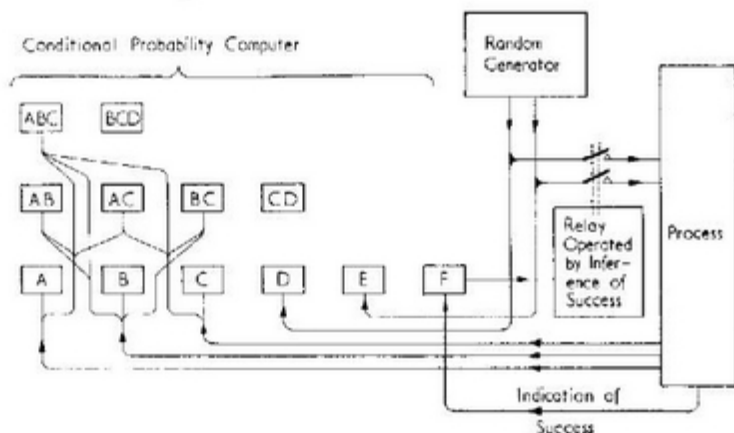 Conditional Probability Computer
Random
Generator
ABC BCD
AB AC BC CD
Relay
Operated
by Infer-
ence of
Success
Process
A B C D E F
Indication of
Success